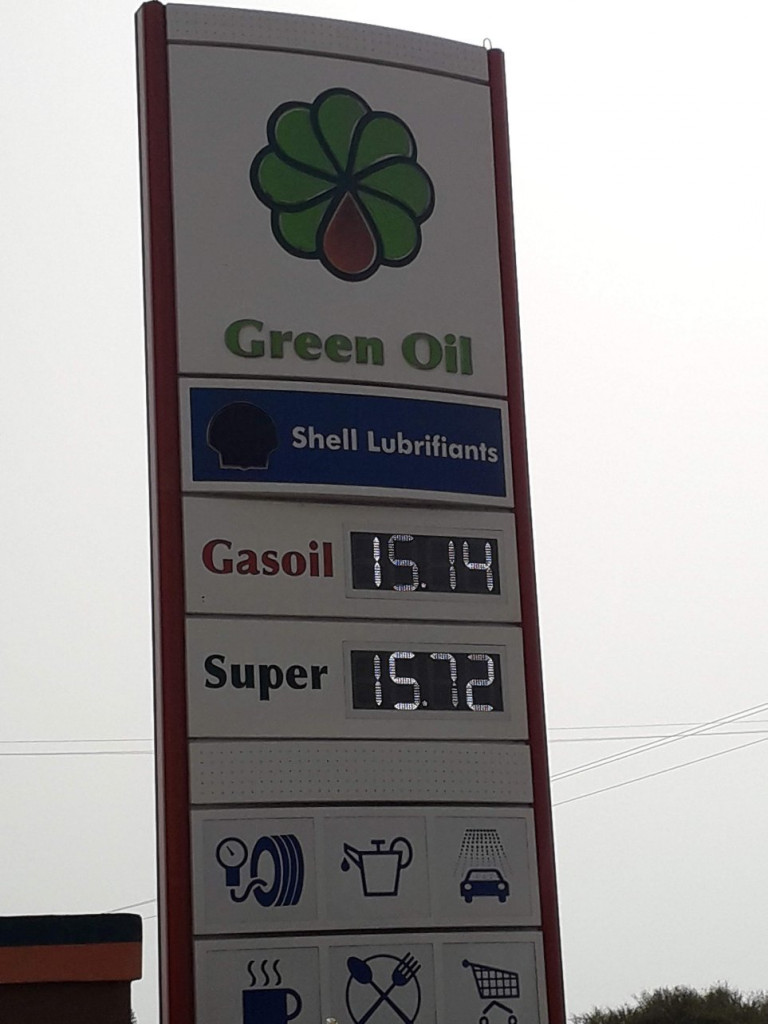 Green Oil
Shell Lubrifiants
Gasoil 15.14
Super 15.72